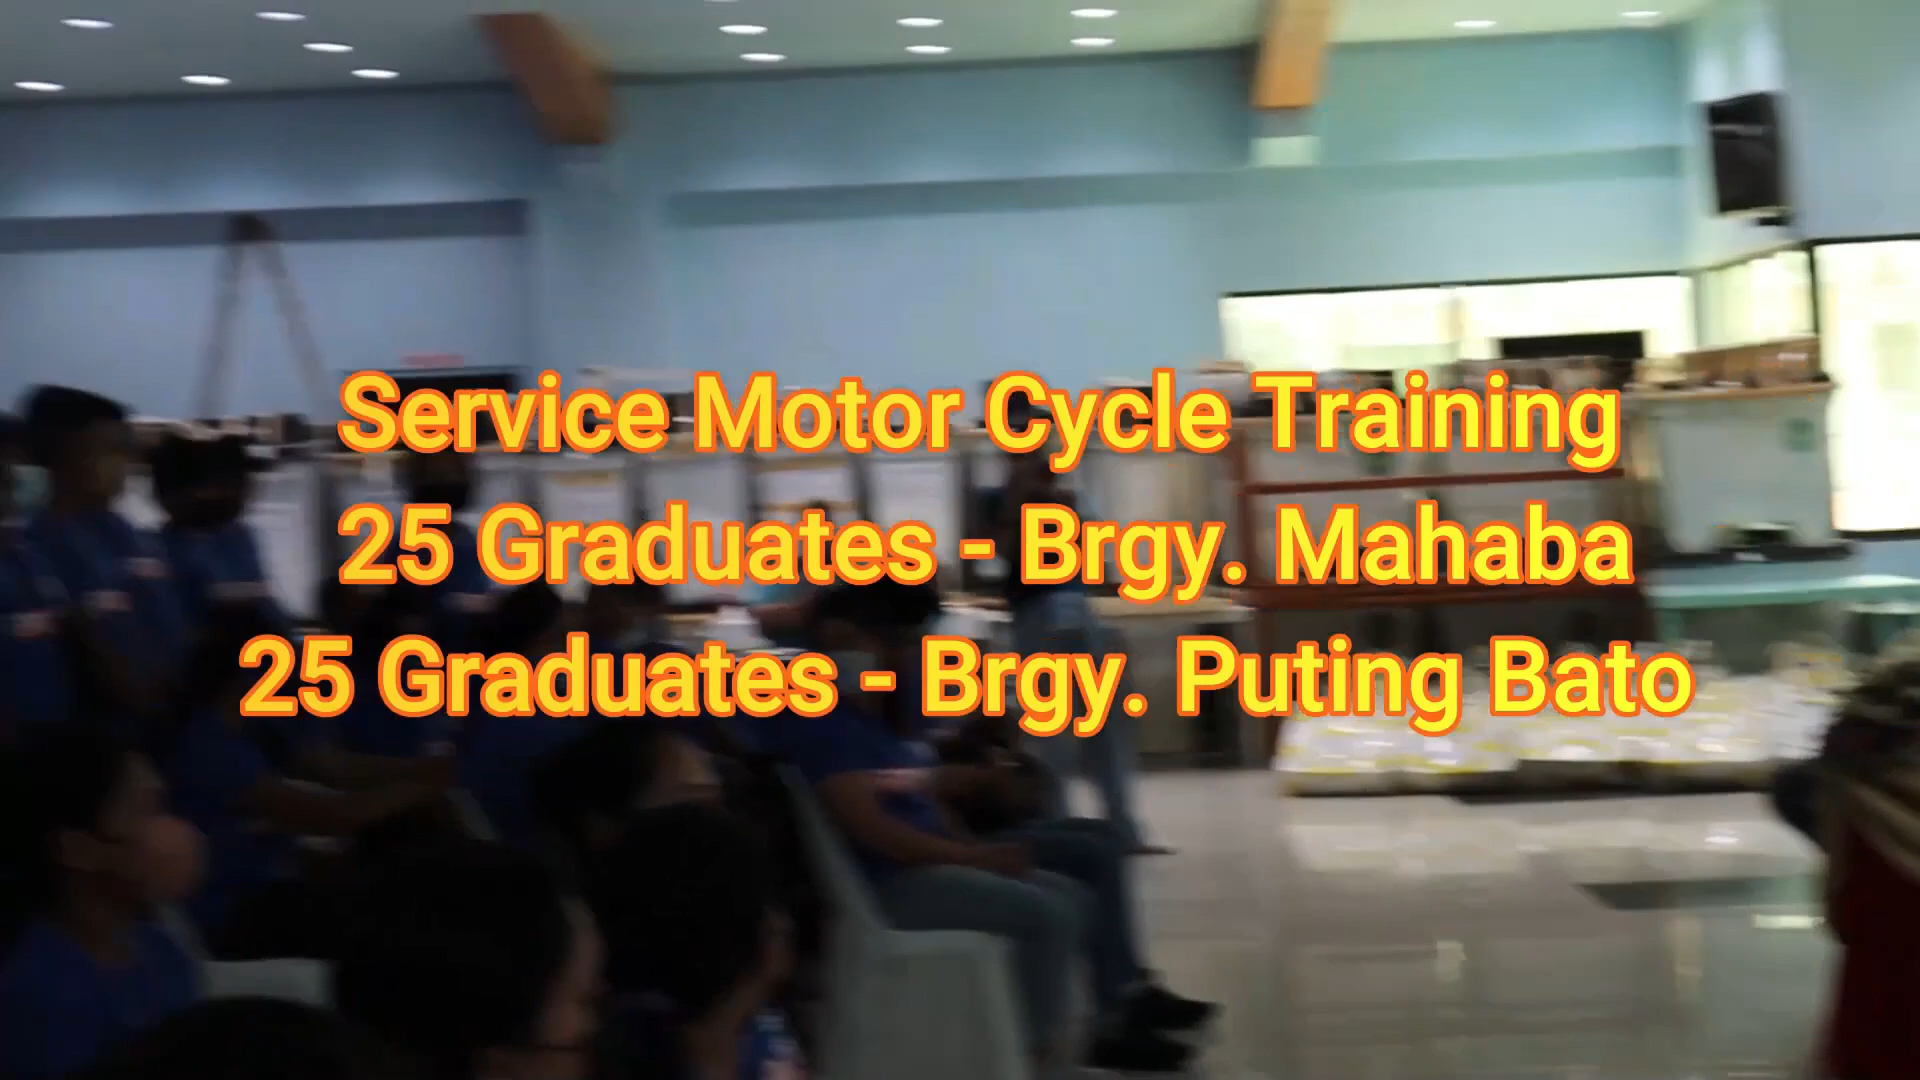 Service Motor Cycle Training
25 Graduates - Brgy. Mahaba
25 Graduates - Brgy. Puting Bato